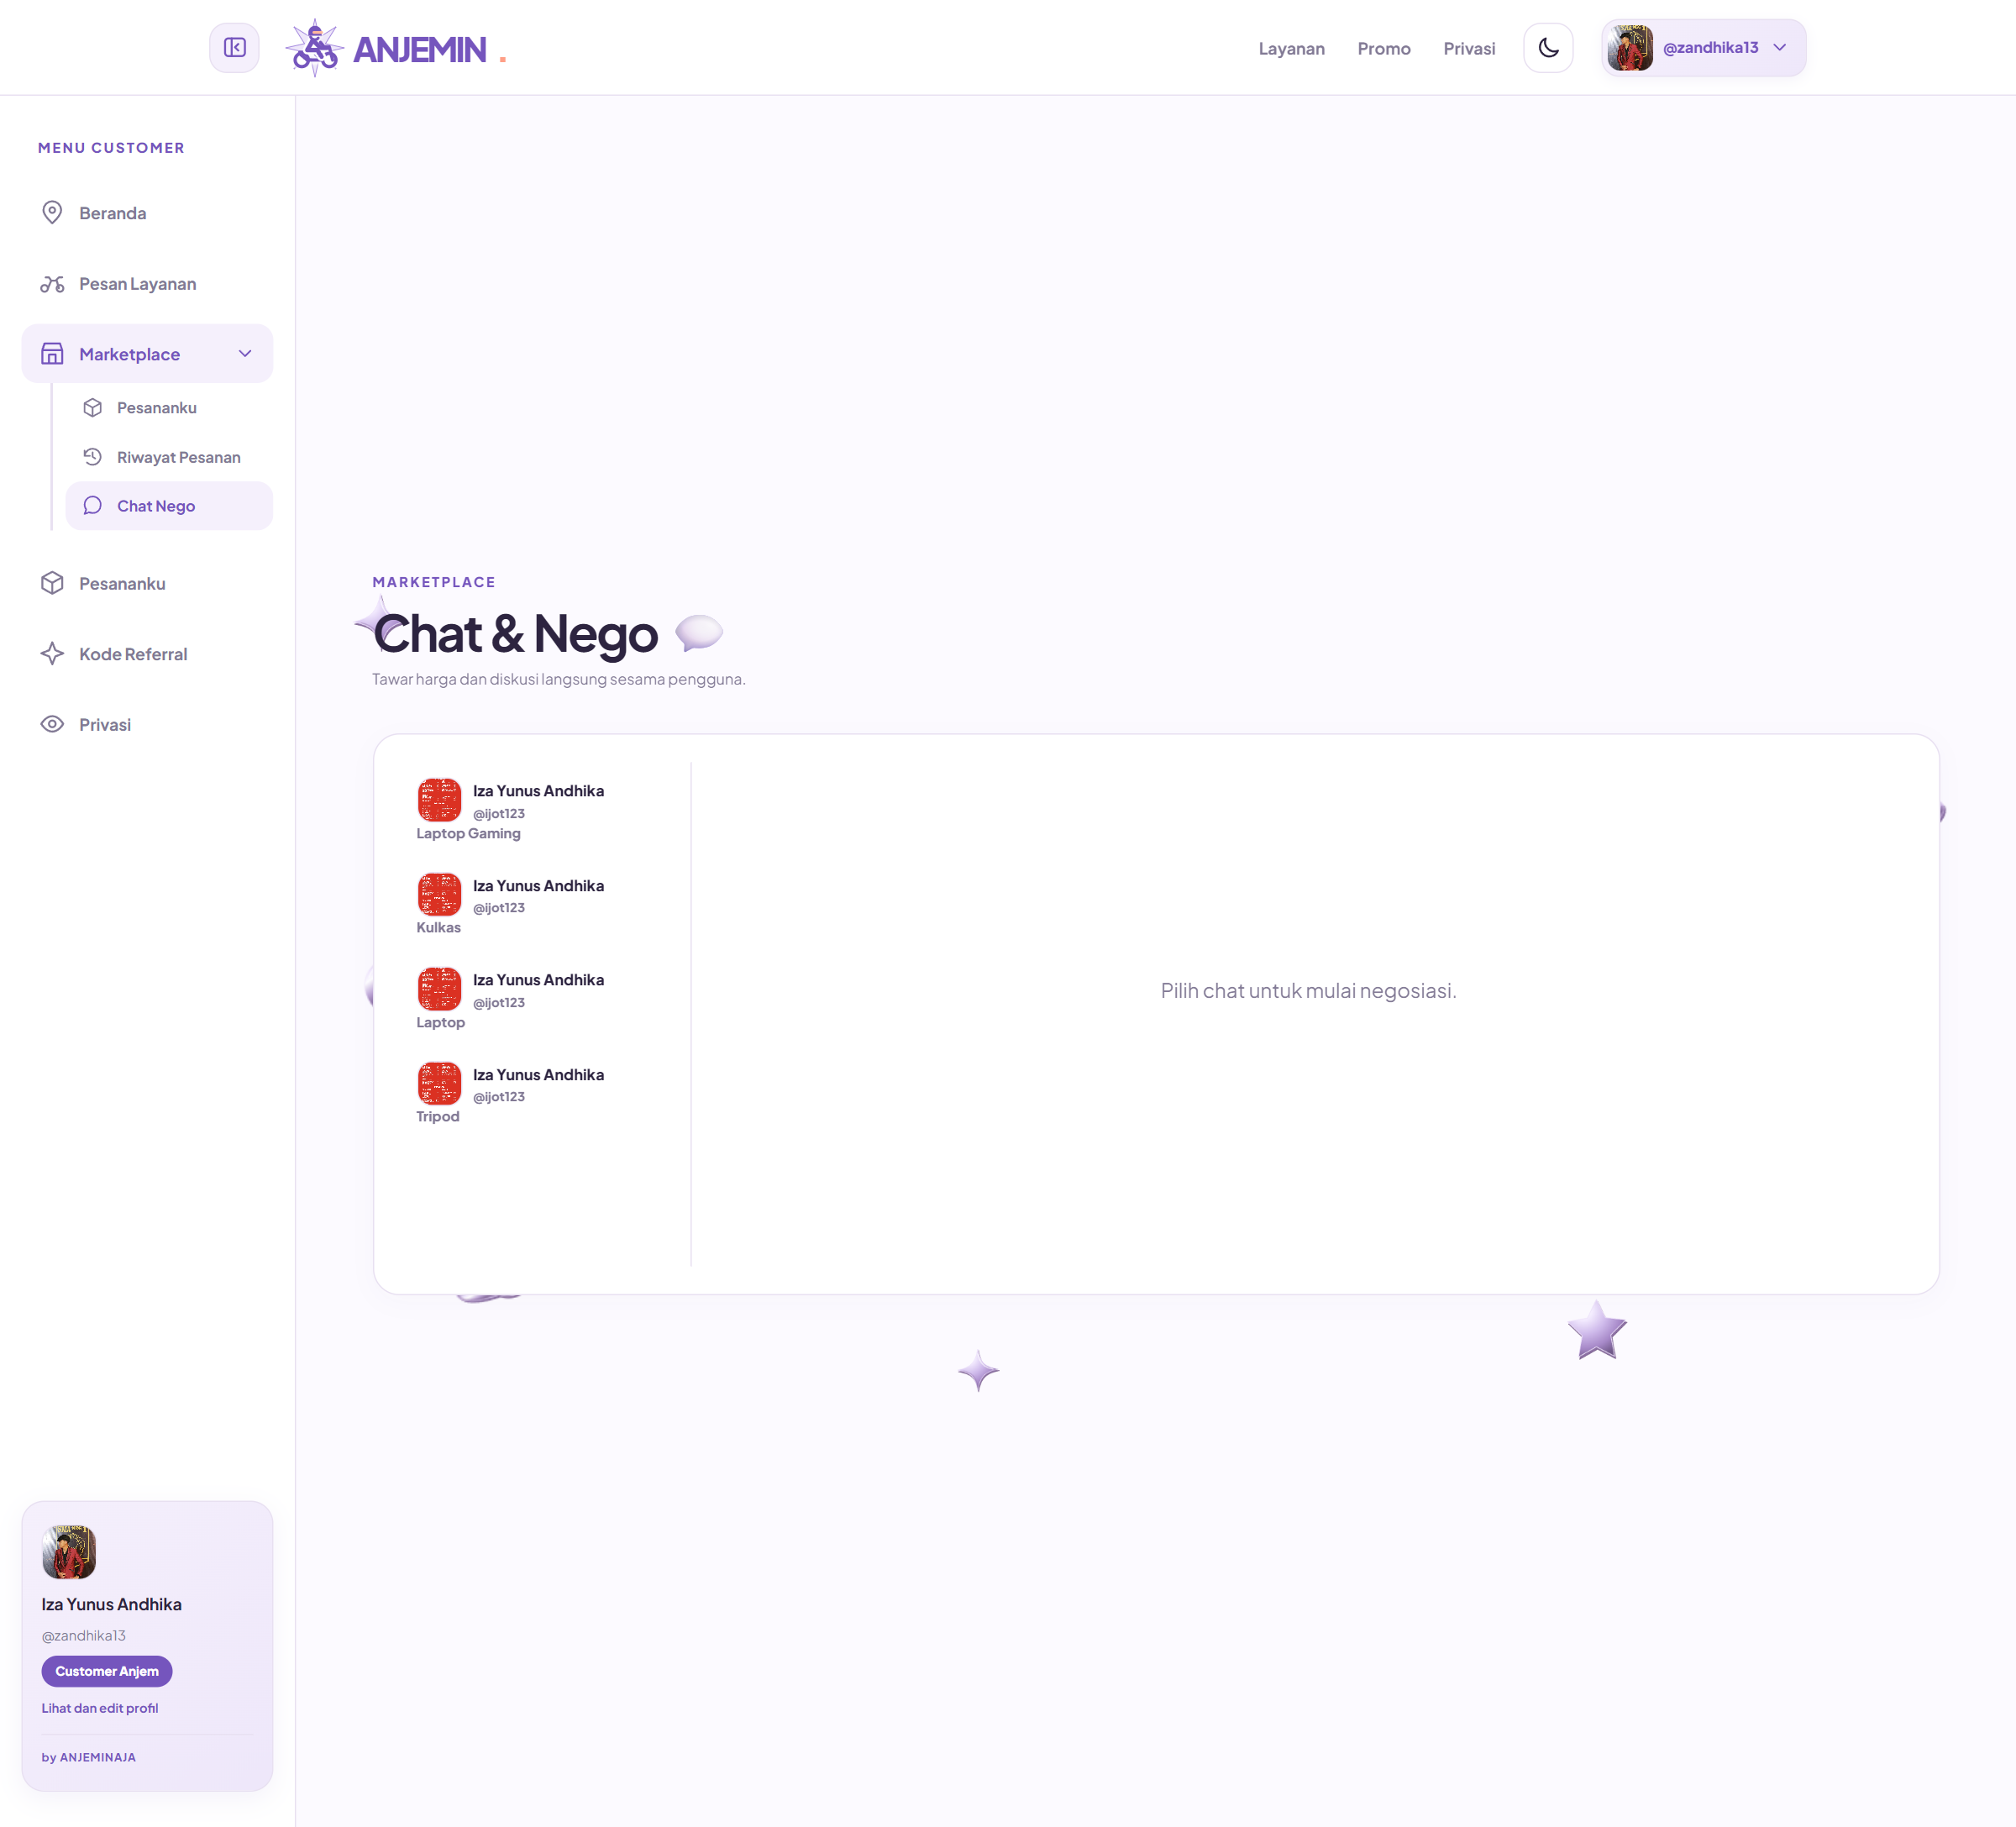 ANJEMIN .
Layanan
Promo
Privasi
@zandhika13
MENU CUSTOMER
Beranda
Pesan Layanan
Marketplace
Pesananku
Riwayat Pesanan
Chat Nego
Pesananku
Kode Referral
Privasi
Iza Yunus Andhika
@zandhika13
Customer Anjem
Lihat dan edit profil
by ANJEMINAJA
MARKETPLACE
Chat & Nego
Tawar harga dan diskusi langsung sesama pengguna.
Iza Yunus Andhika
@ijot123
Laptop Gaming
Iza Yunus Andhika
@ijot123
Kulkas
Iza Yunus Andhika
@ijot123
Laptop
Iza Yunus Andhika
@ijot123
Tripod
Pilih chat untuk mulai negosiasi.